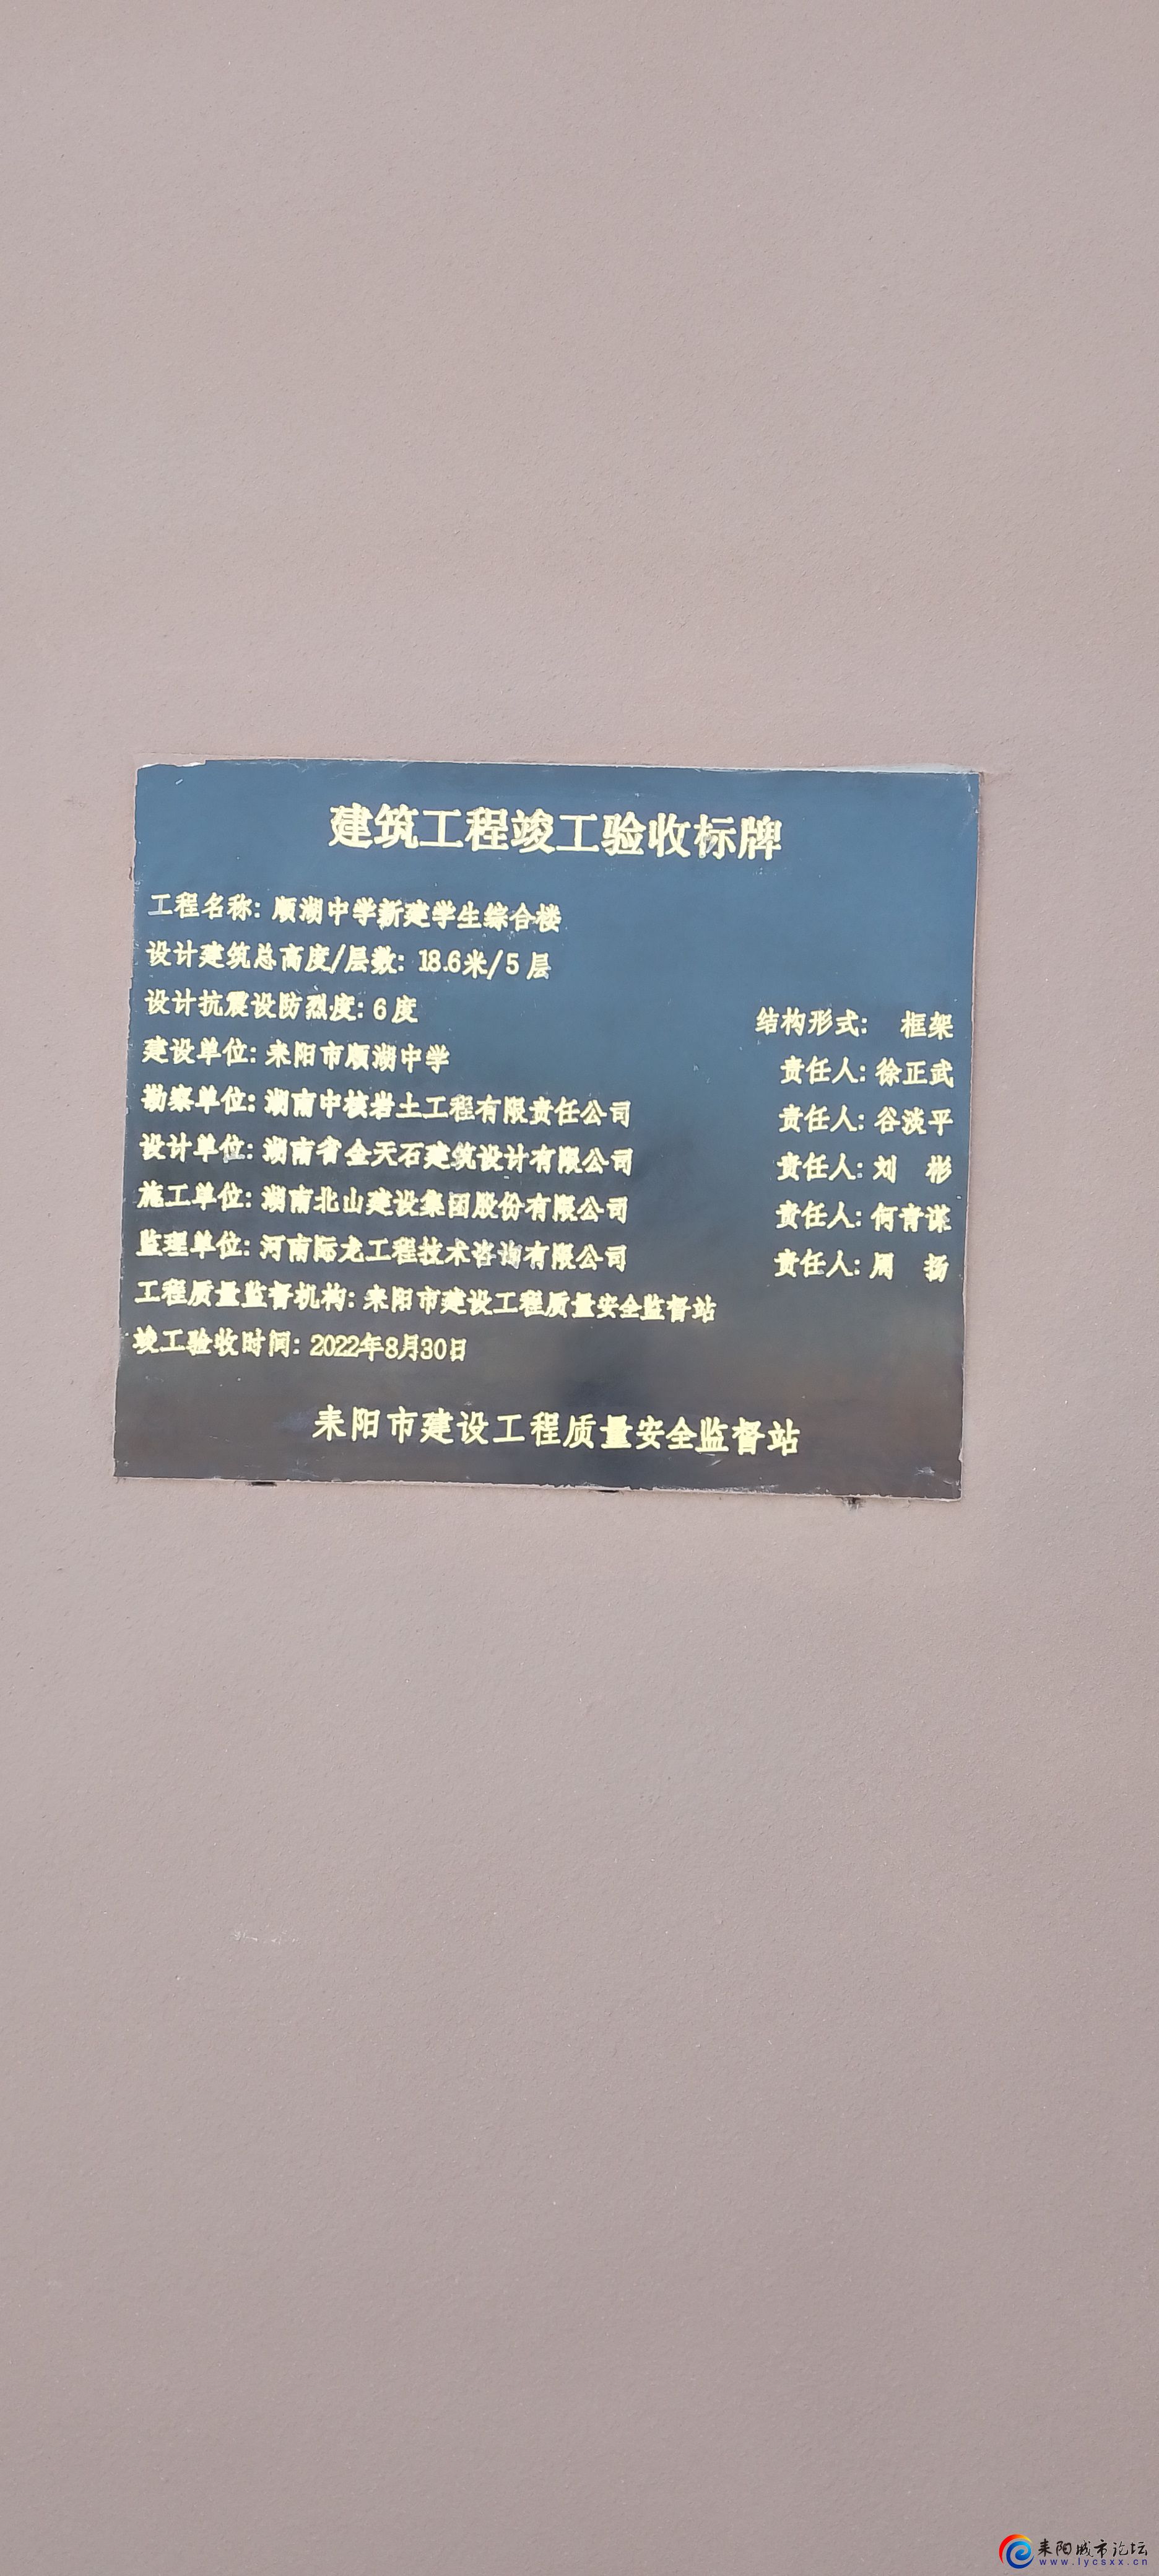 建筑工程竣工验收标牌
工程名称: 顺湖中学新建学生综合楼
设计建筑总高度/层数: 18.6米/5层
设计抗震设防烈度: 6度 结构形式: 框架
建设单位: 耒阳市顺湖中学 责任人: 徐正武
勘察单位: 湖南中核岩土工程有限责任公司 责任人: 谷淡平
设计单位: 湖南省金天石建筑设计有限公司 责任人: 刘 彬
施工单位: 湖南北山建设集团股份有限公司 责任人: 何青谋
监理单位: 河南际龙工程技术咨询有限公司 责任人: 周 扬
工程质量监督机构: 耒阳市建设工程质量安全监督站
竣工验收时间: 2022年8月30日
耒阳市建设工程质量安全监督站
耒阳城市论坛
www.lycsxx.cn